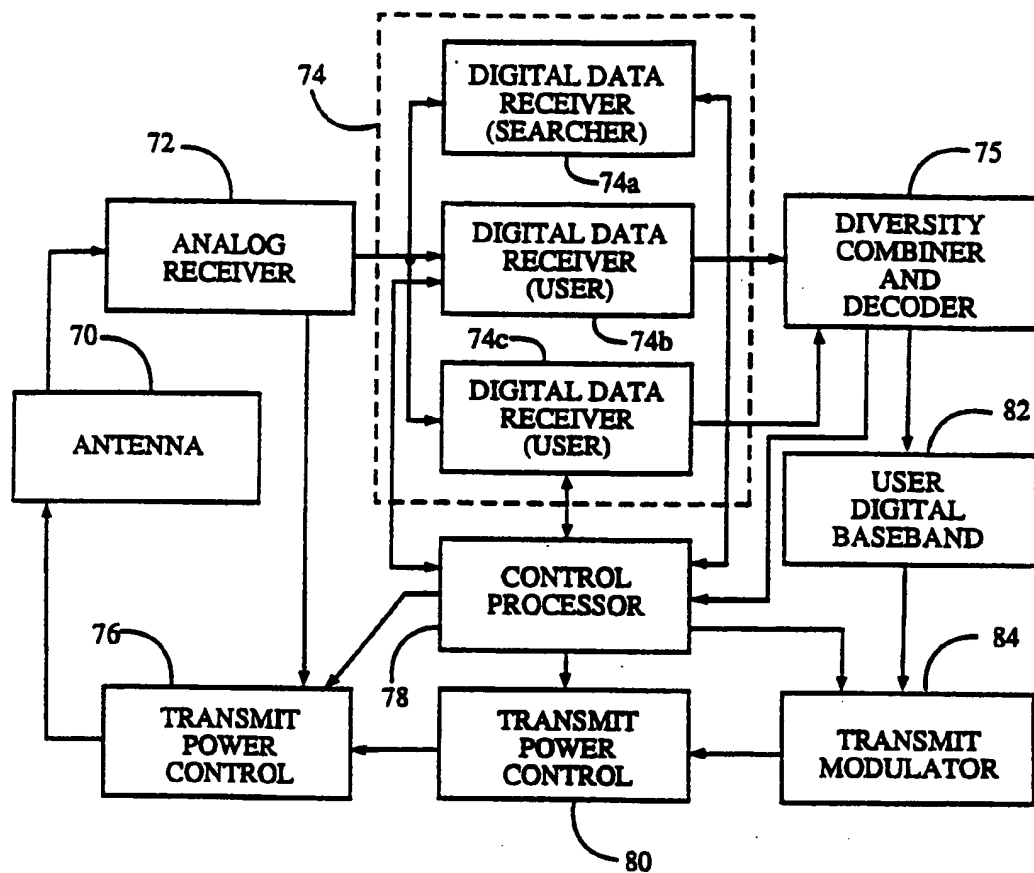 74
DIGITAL DATA
RECEIVER
(SEARCHER)
74a
72
ANALOG
RECEIVER
DIGITAL DATA
RECEIVER
(USER)
74b
75
DIVERSITY
COMBINER
AND
DECODER
70
ANTENNA
74c
DIGITAL DATA
RECEIVER
(USER)
82
USER
DIGITAL
BASEBAND
CONTROL
PROCESSOR
78
76
TRANSMIT
POWER
CONTROL
TRANSMIT
POWER
CONTROL
80
84
TRANSMIT
MODULATOR